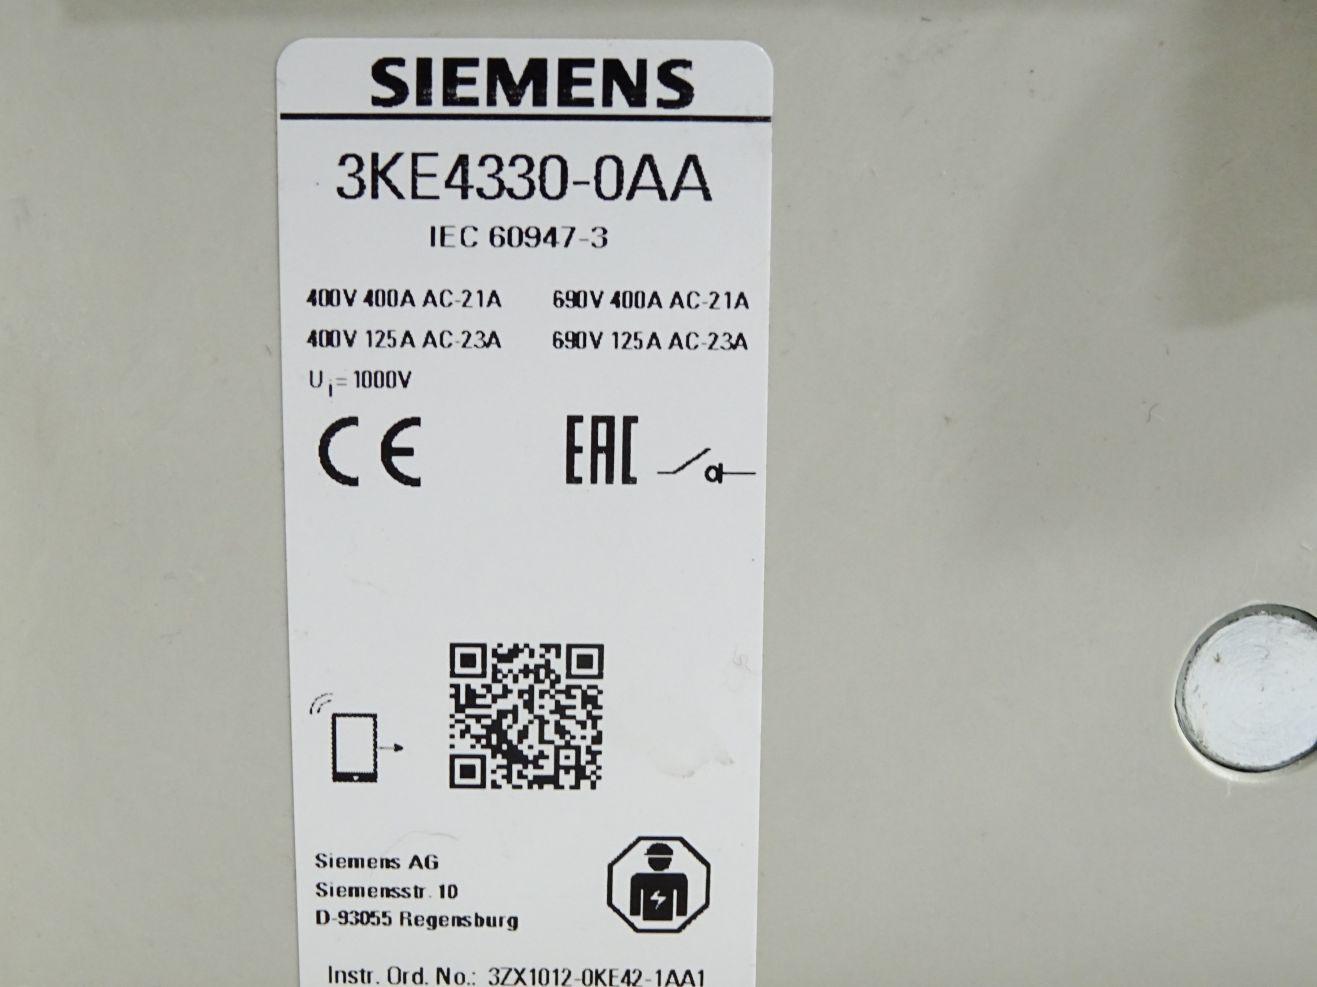 SIEMENS
3KE4330-0AA
IEC 60947-3
400V 400A AC-21A 690V 400A AC-21A
400V 125A AC-23A 690V 125A AC-23A
Ui= 1000V
CE EAC
Siemens AG
Siemensstr. 10
D-93055 Regensburg
Instr. Ord. No.: 3ZX1012-0KE42-1AA1